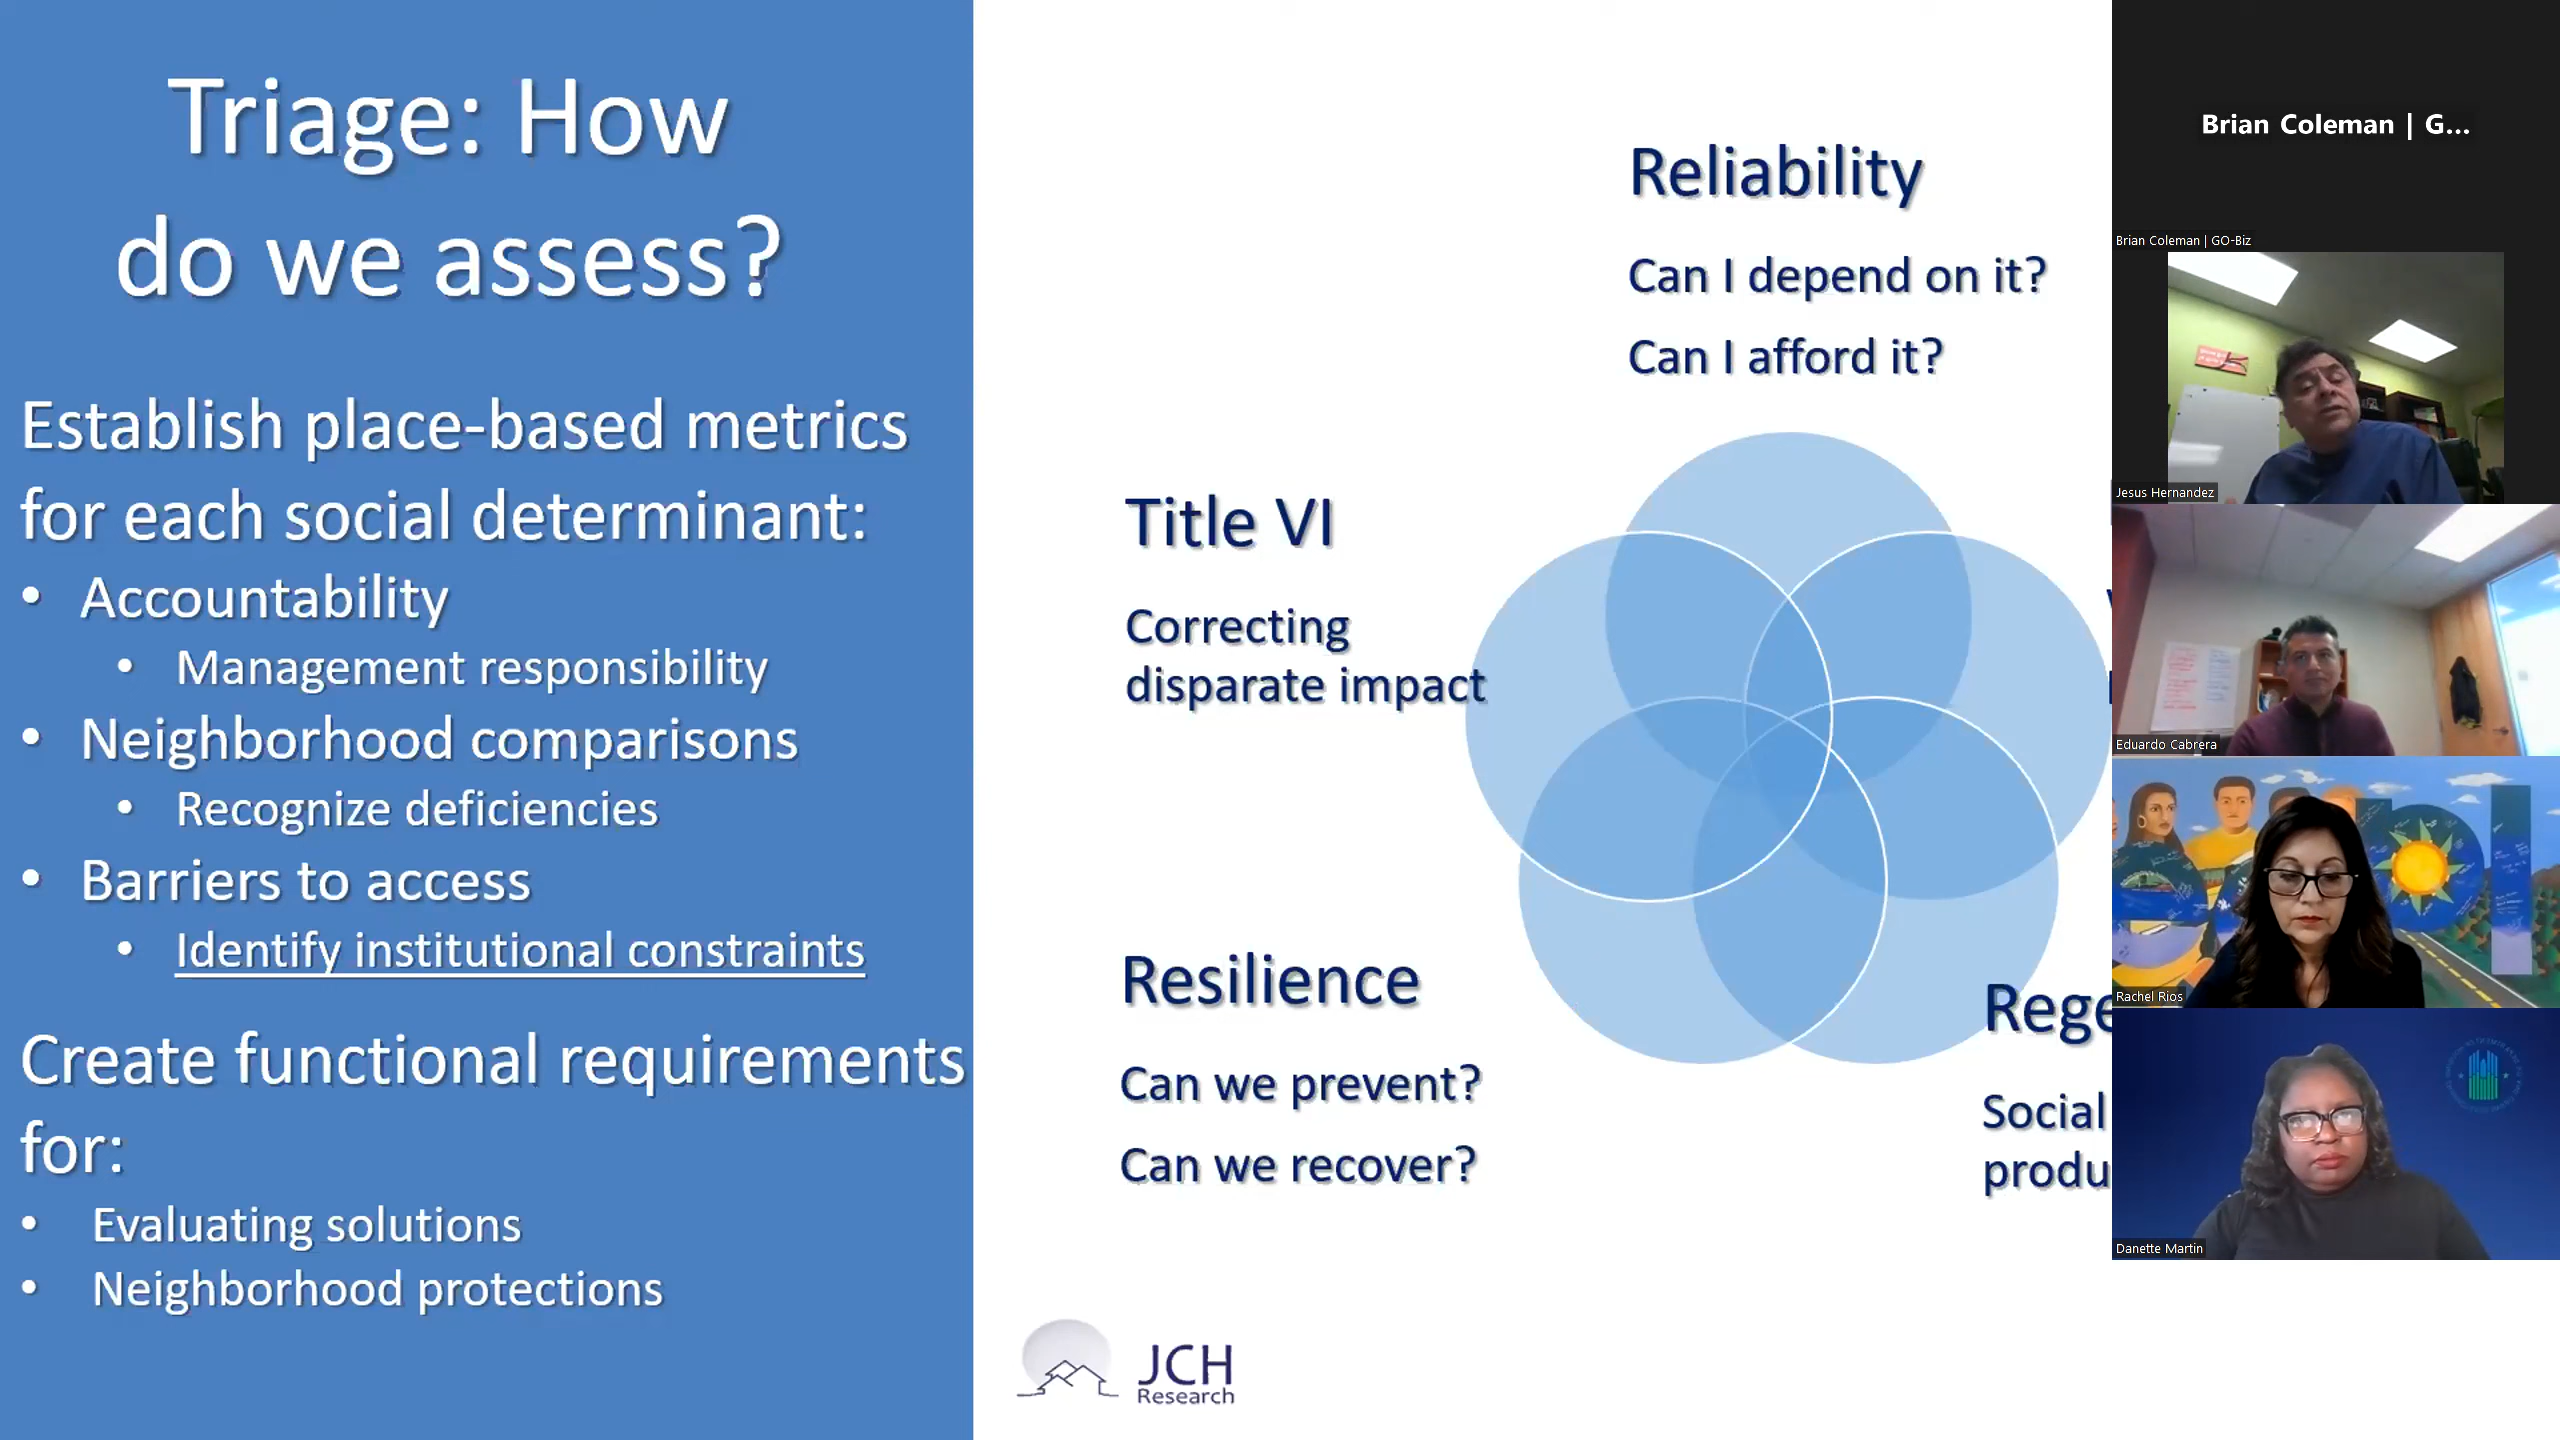 Triage: How
do we assess?
Establish place-based metrics
for each social determinant:
• Accountability
• Management responsibility
• Neighborhood comparisons
• Recognize deficiencies
• Barriers to access
• Identify institutional constraints
Create functional requirements
for:
• Evaluating solutions
• Neighborhood protections
Reliability
Can I depend on it?
Can I afford it?
Title VI
Correcting
disparate impact
Resilience
Can we prevent?
Can we recover?
Rege
Social
produ
JCH
Research
Brian Coleman | G...
Brian Coleman | GO-Biz
Jesus Hernandez
Eduardo Cabrera
Rachel Rios
Danette Martin